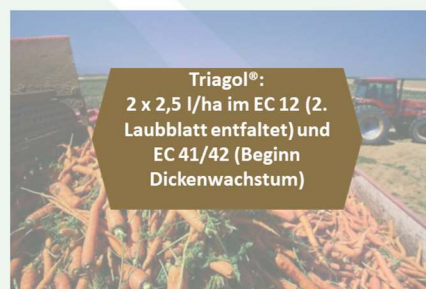 Triagol®:
2 x 2,5 l/ha im EC 12 (2.
Laubblatt entfaltet) und
EC 41/42 (Beginn
Dickenwachstum)